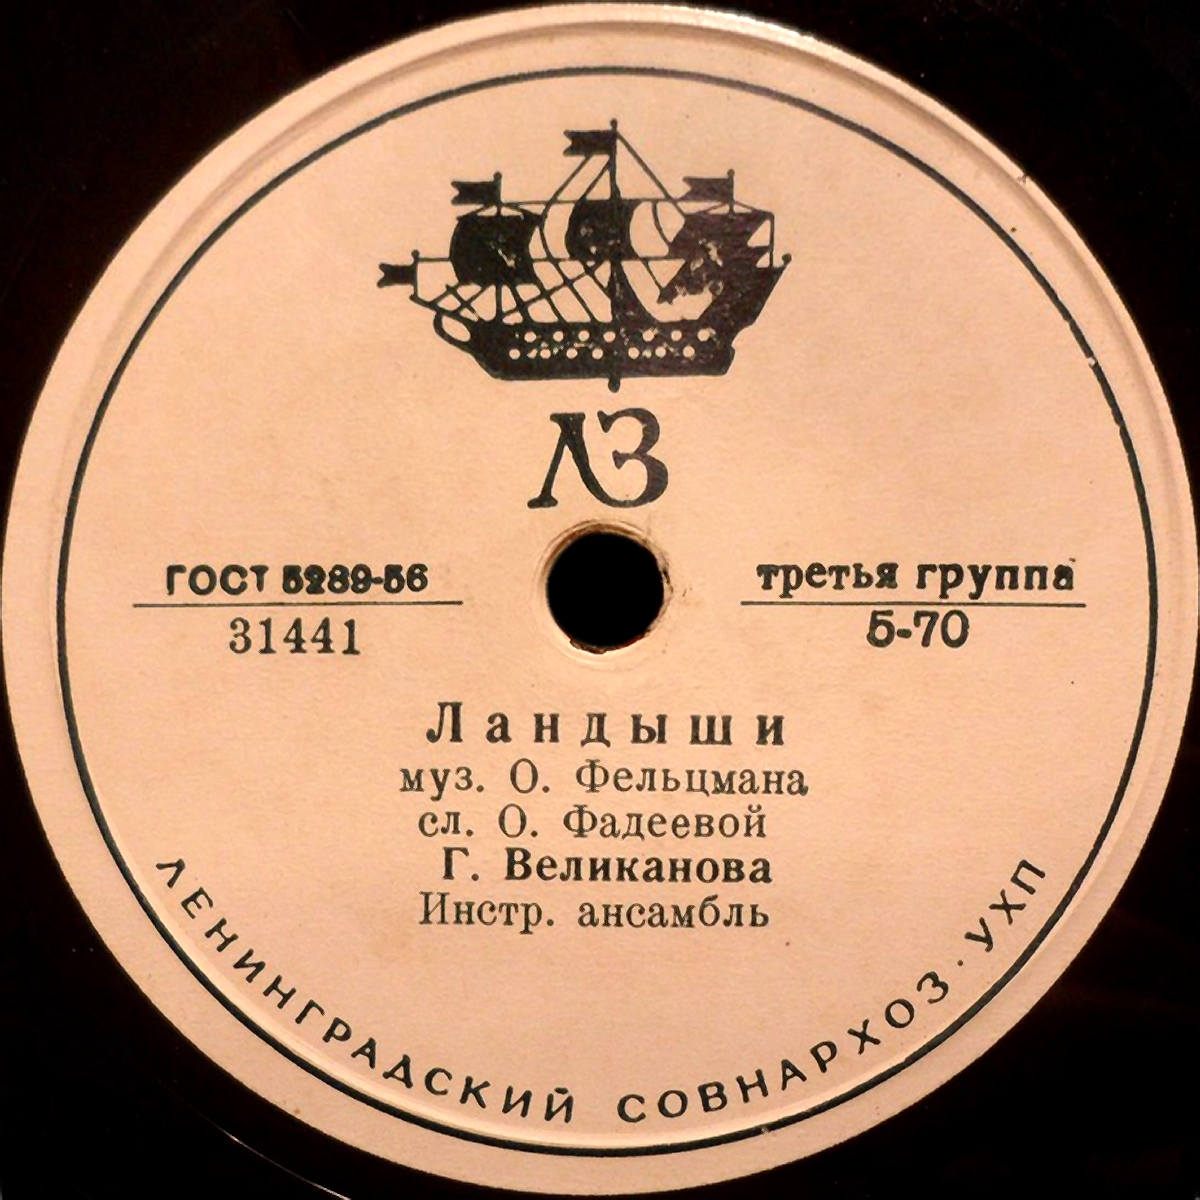 ЛЗ
ГОСТ 5289-56
31441
третья группа
5-70
Ландыши
муз. О. Фельцмана
сл. О. Фадеевой
Г. Великанова
Инстр. ансамбль
ЛЕНИНГРАДСКИЙ СОВНАРХОЗ · УХП